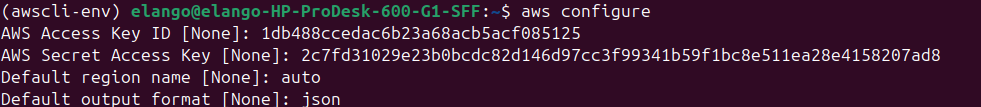 (awscli-env) elango@elango-HP-ProDesk-600-G1-SFF:~$ aws configure
AWS Access Key ID [None]: 1db488ccedac6b23a68acb5acf085125
AWS Secret Access Key [None]: 2c7fd31029e23b0bcdc82d146d97cc3f99341b59f1bc8e511ea28e4158207ad8
Default region name [None]: auto
Default output format [None]: json